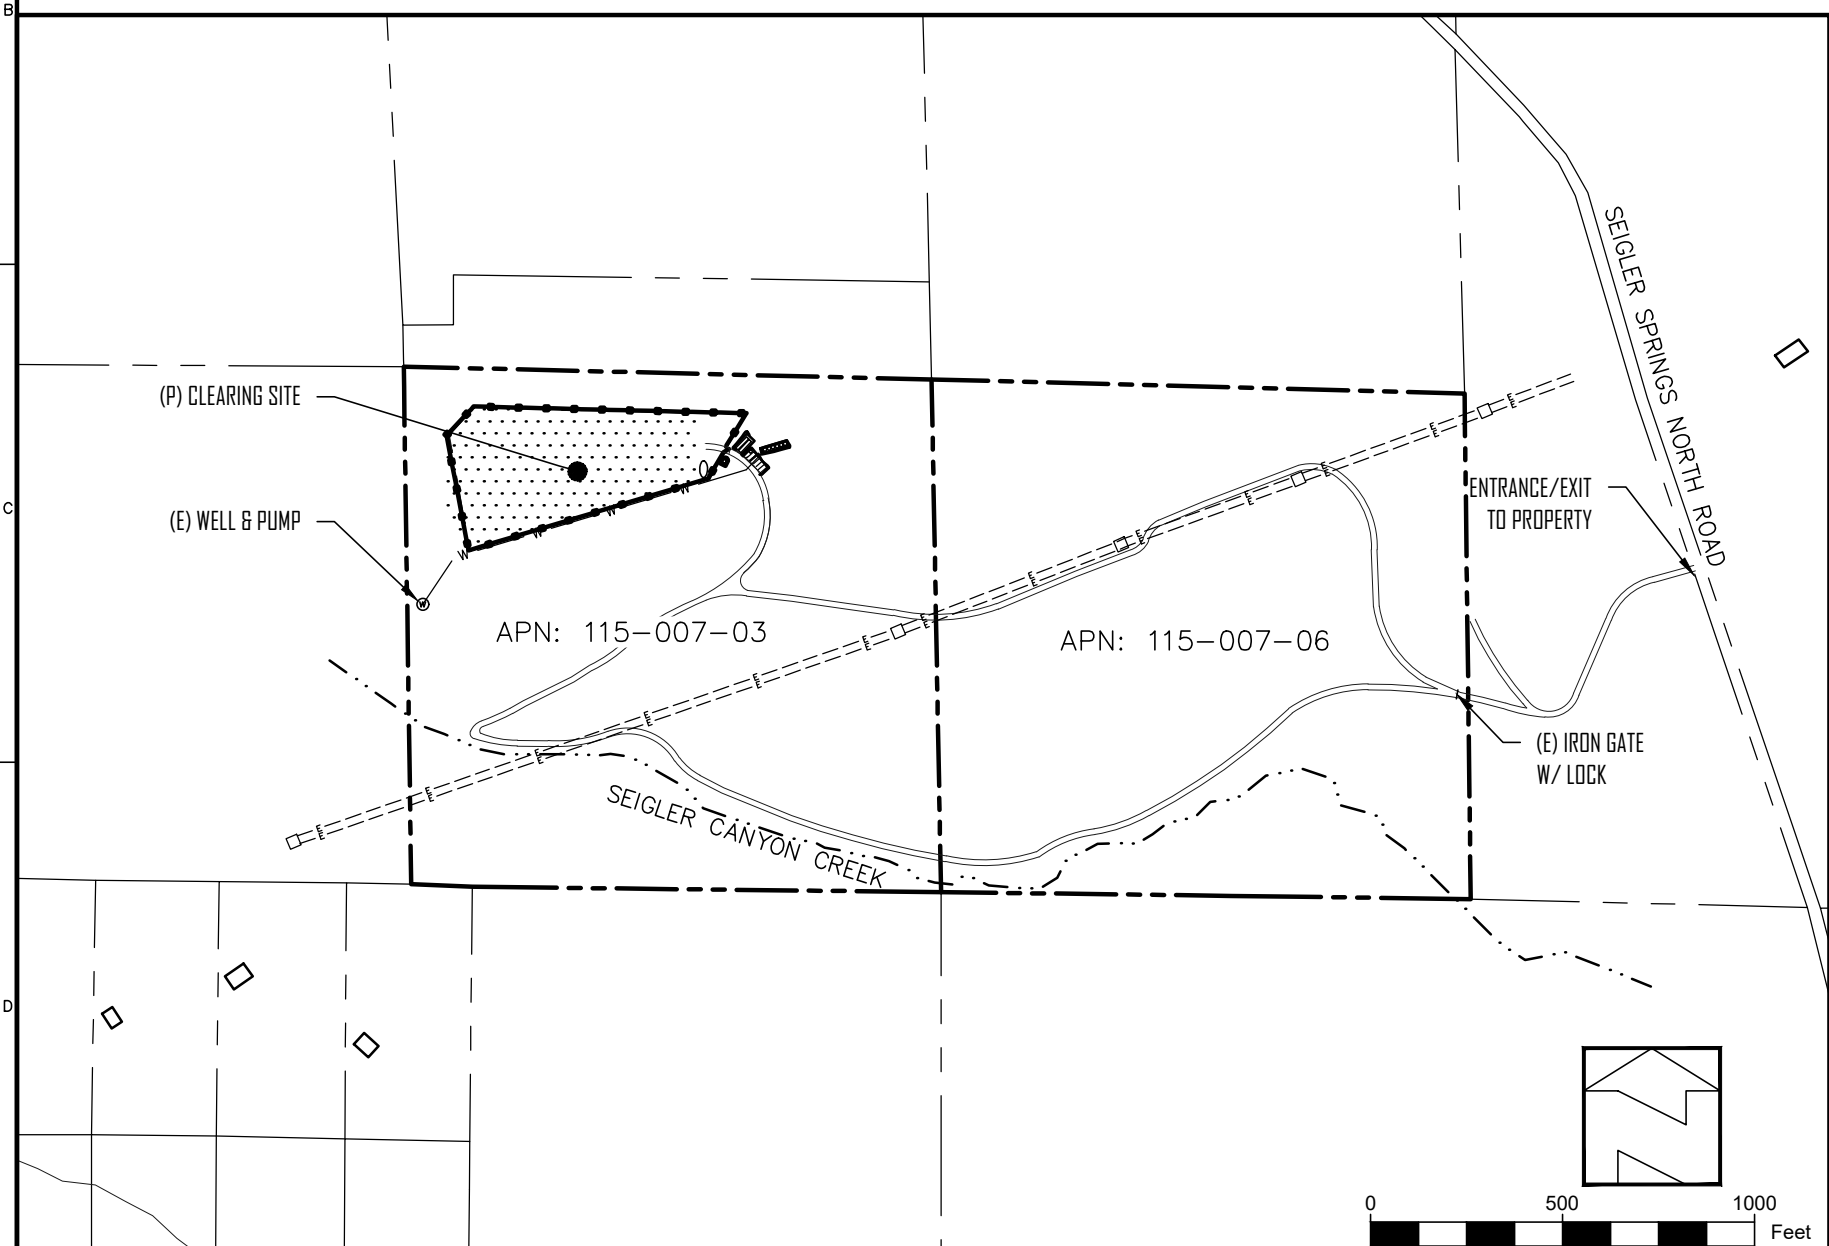 B
C
D
(P) CLEARING SITE
(E) WELL & PUMP
W
W
W
W
W
APN: 115-007-03
APN: 115-007-06
SEIGLER SPRINGS NORTH ROAD
ENTRANCE/EXIT
TO PROPERTY
(E) IRON GATE
W/ LOCK
SEIGLER CANYON CREEK
E
E
E
E
E
E
E
E
E
E
E
E
N
0 500 1000
Feet